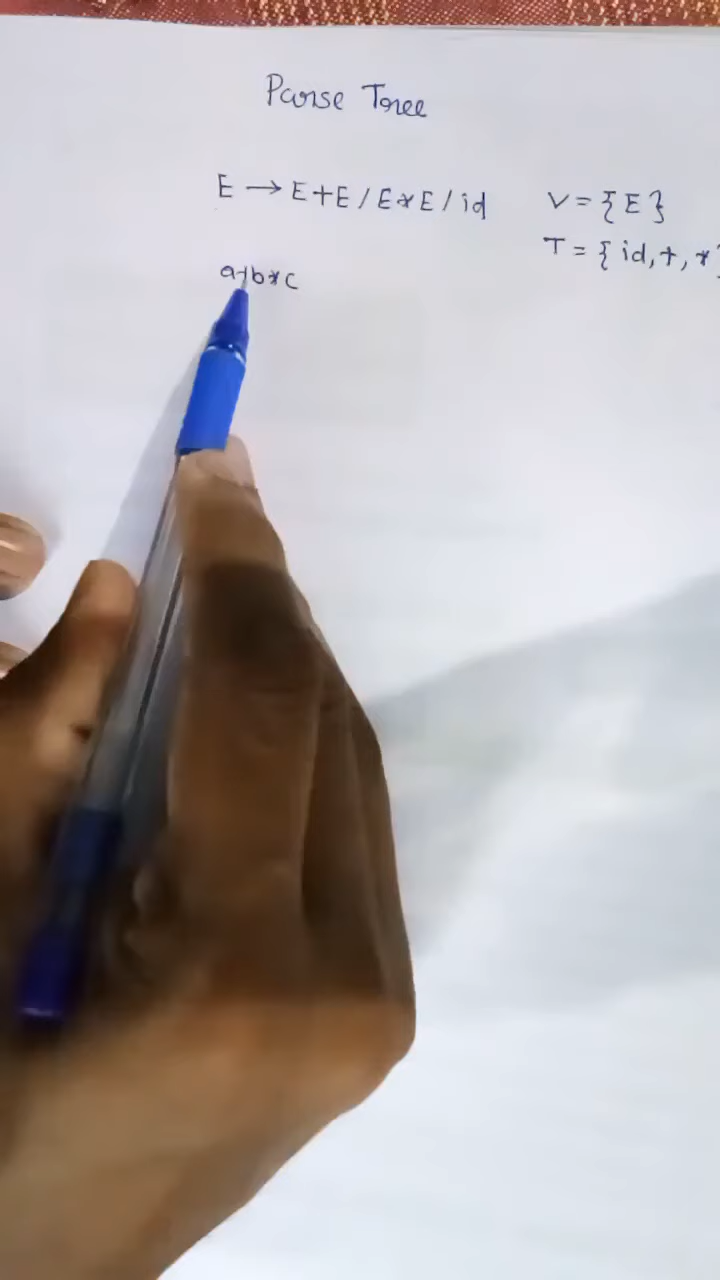 Parse Tree
E → E+E / E*E / id V = {E}
a+b*c T = {id, +, *}